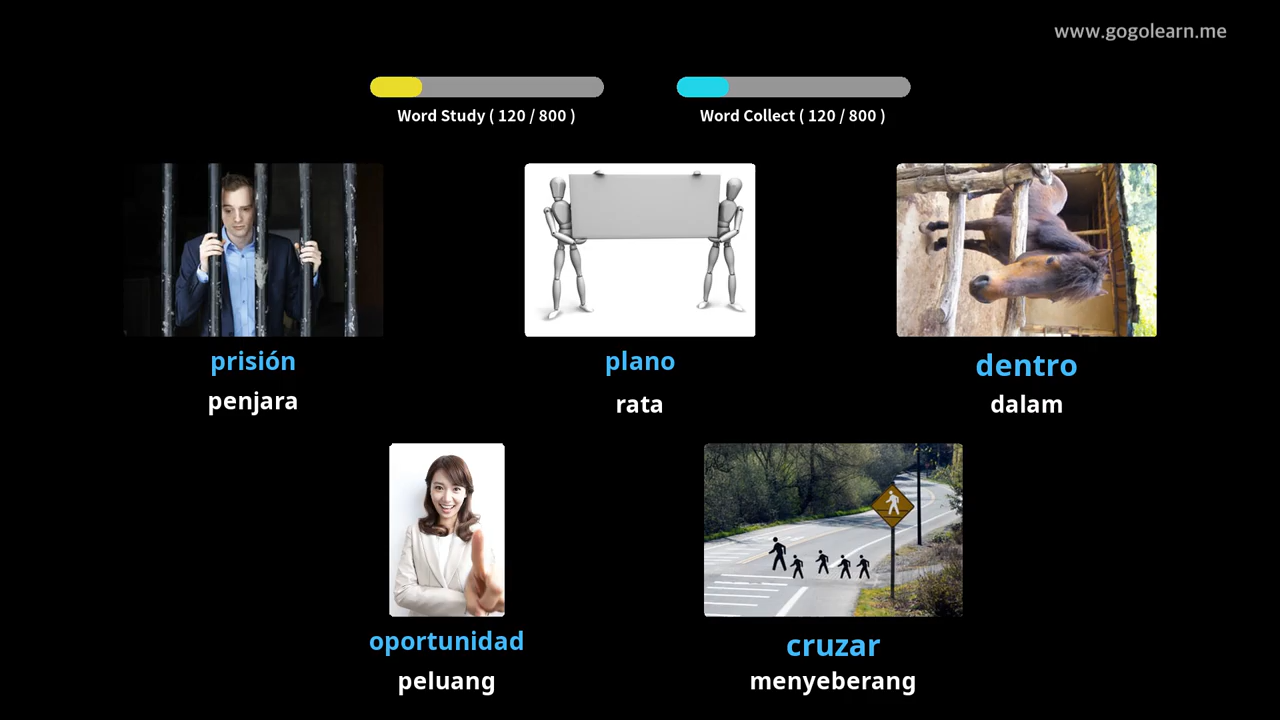 www.gogolearn.me
Word Study ( 120 / 800 )
Word Collect ( 120 / 800 )
prisión
penjara
plano
rata
dentro
dalam
oportunidad
peluang
cruzar
menyeberang